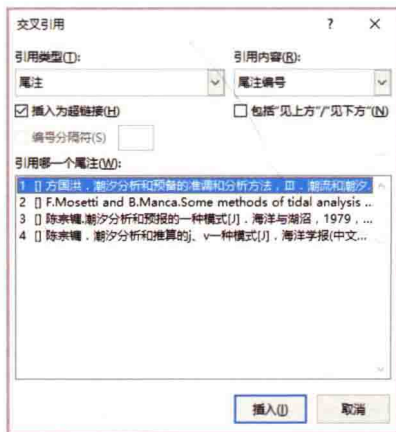 交叉引用 ? ×
引用类型(T): 引用内容(R):
尾注 尾注编号
插入为超链接(H) 包括“见上方”/“见下方”(N)
编号分隔符(S)
引用哪一个尾注(W):
1 [] 方国洪．潮汐分析和预备的准调和分析方法，Ⅲ．潮流和潮汐.
2 [] F.Mosetti and B.Manca.Some methods of tidal analysis ..
3 [] 陈宗镛.潮汐分析和预报的一种模式[J]．海洋与湖沼，1979，...
4 [] 陈宗镛．潮汐分析和推算的j、v一种模式[J]．海洋学报(中文...
插入(I) 取消